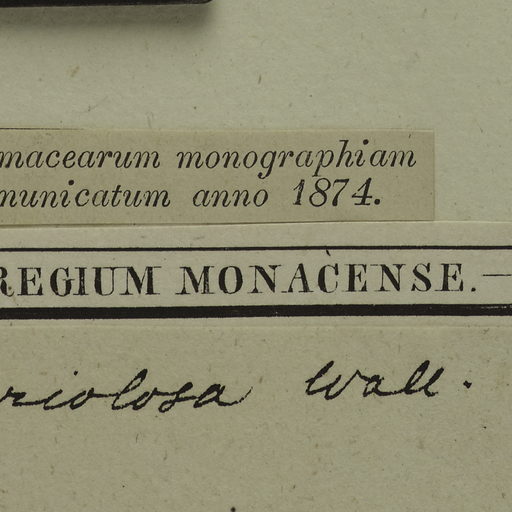 macearum monographiam
municatum anno 1874.
REGIUM MONACENSE.—
riolosa Wall.